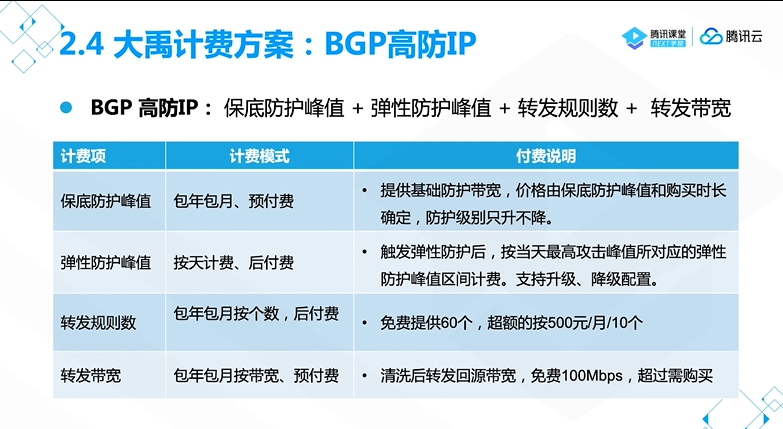 2.4 大禹计费方案：BGP高防IP
腾讯课堂
NEXT学院
腾讯云
BGP 高防IP： 保底防护峰值 + 弹性防护峰值 + 转发规则数 + 转发带宽
计费项 计费模式 付费说明
保底防护峰值 包年包月、预付费 • 提供基础防护带宽，价格由保底防护峰值和购买时长
确定，防护级别只升不降。
弹性防护峰值 按天计费、后付费 • 触发弹性防护后，按当天最高攻击峰值所对应的弹性
防护峰值区间计费。支持升级、降级配置。
转发规则数 包年包月按个数，后付费 • 免费提供60个，超额的按500元/月/10个
转发带宽 包年包月按带宽、预付费 • 清洗后转发回源带宽，免费100Mbps，超过需购买